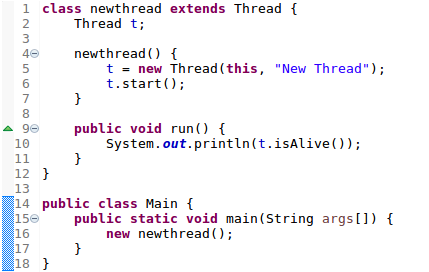 1 class newthread extends Thread {
2     Thread t;
3
4     newthread() {
5         t = new Thread(this, "New Thread");
6         t.start();
7     }
8
9     public void run() {
10         System.out.println(t.isAlive());
11     }
12 }
13
14 public class Main {
15     public static void main(String args[]) {
16         new newthread();
17     }
18 }